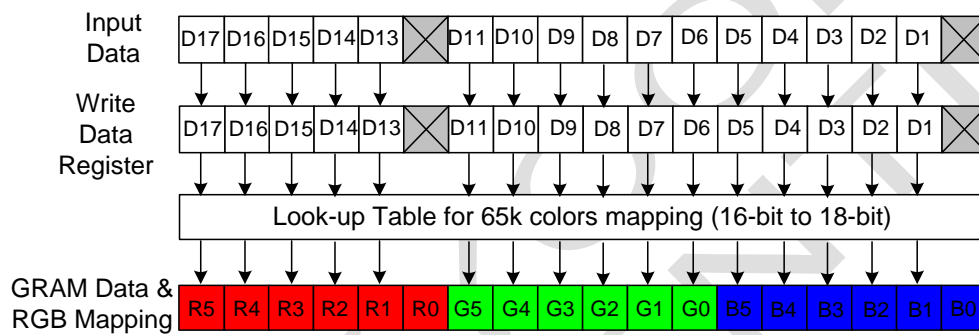 Input
Data
D17 D16 D15 D14 D13 D11 D10 D9 D8 D7 D6 D5 D4 D3 D2 D1
Write
Data
Register
D17 D16 D15 D14 D13 D11 D10 D9 D8 D7 D6 D5 D4 D3 D2 D1
Look-up Table for 65k colors mapping (16-bit to 18-bit)
GRAM Data &
RGB Mapping
R5 R4 R3 R2 R1 R0 G5 G4 G3 G2 G1 G0 B5 B4 B3 B2 B1 B0